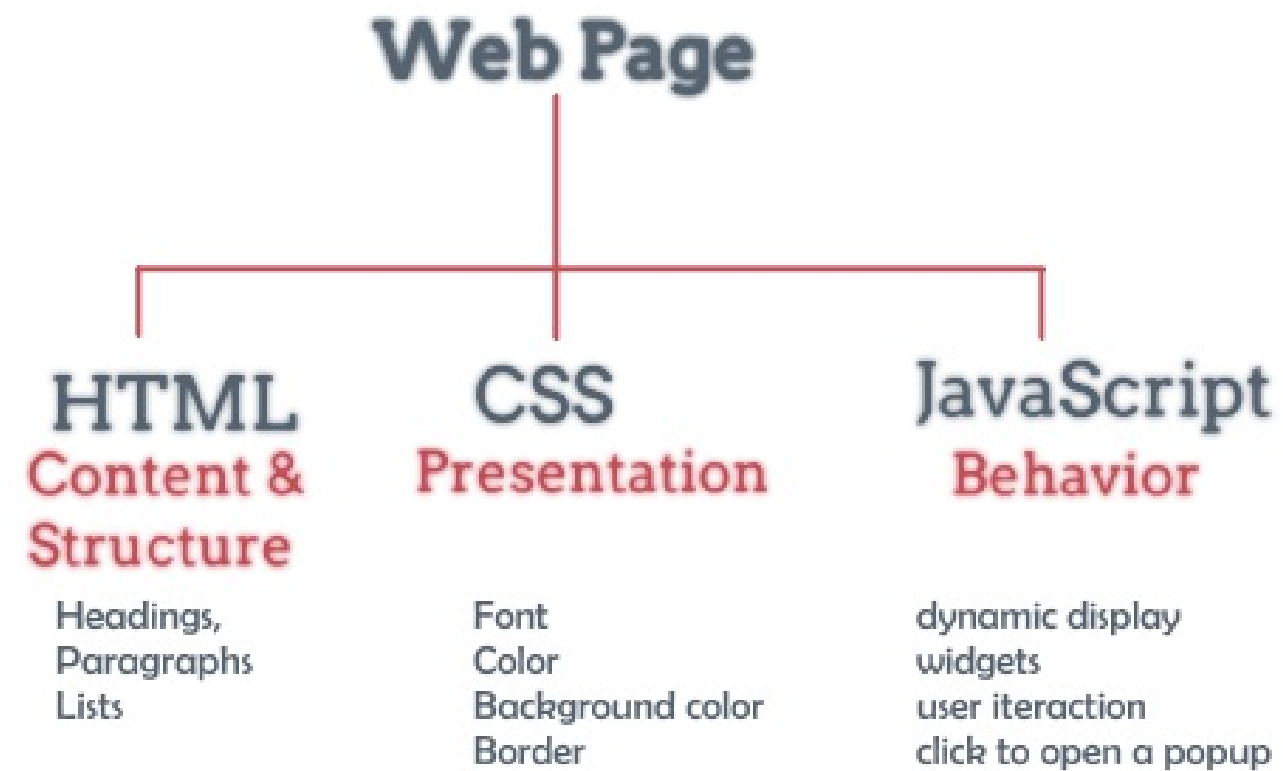 Web Page
HTML
Content &
Structure
Headings,
Paragraphs
Lists
CSS
Presentation
Font
Color
Background color
Border
JavaScript
Behavior
dynamic display
widgets
user iteraction
click to open a popup